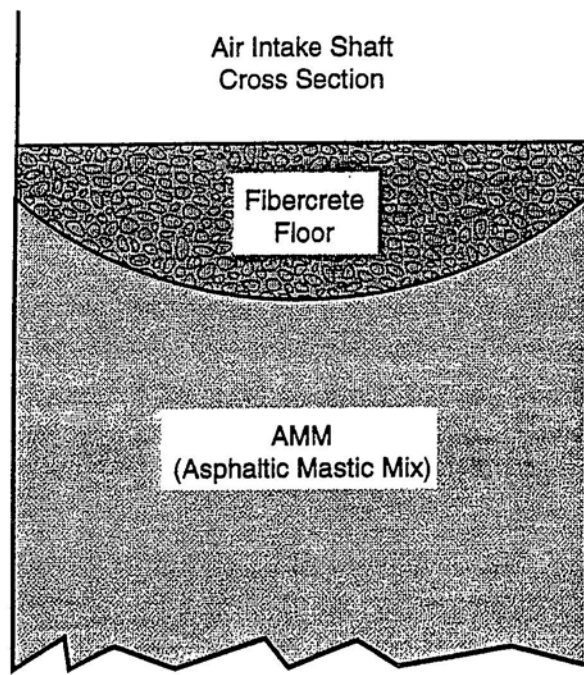 Air Intake Shaft
Cross Section
Fibercrete
Floor
AMM
(Asphaltic Mastic Mix)